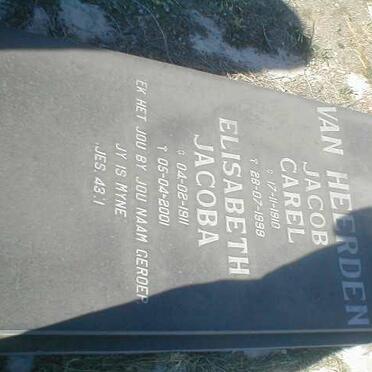 VAN HEERDEN
JACOB
CAREL
☼ 17-11-1910
† 28-07-1998
ELISABETH
JACOBA
☼ 04-02-1911
† 05-04-2001
EK HET JOU BY JOU NAAM GEROEP
JY IS MYNE
JES. 43:1